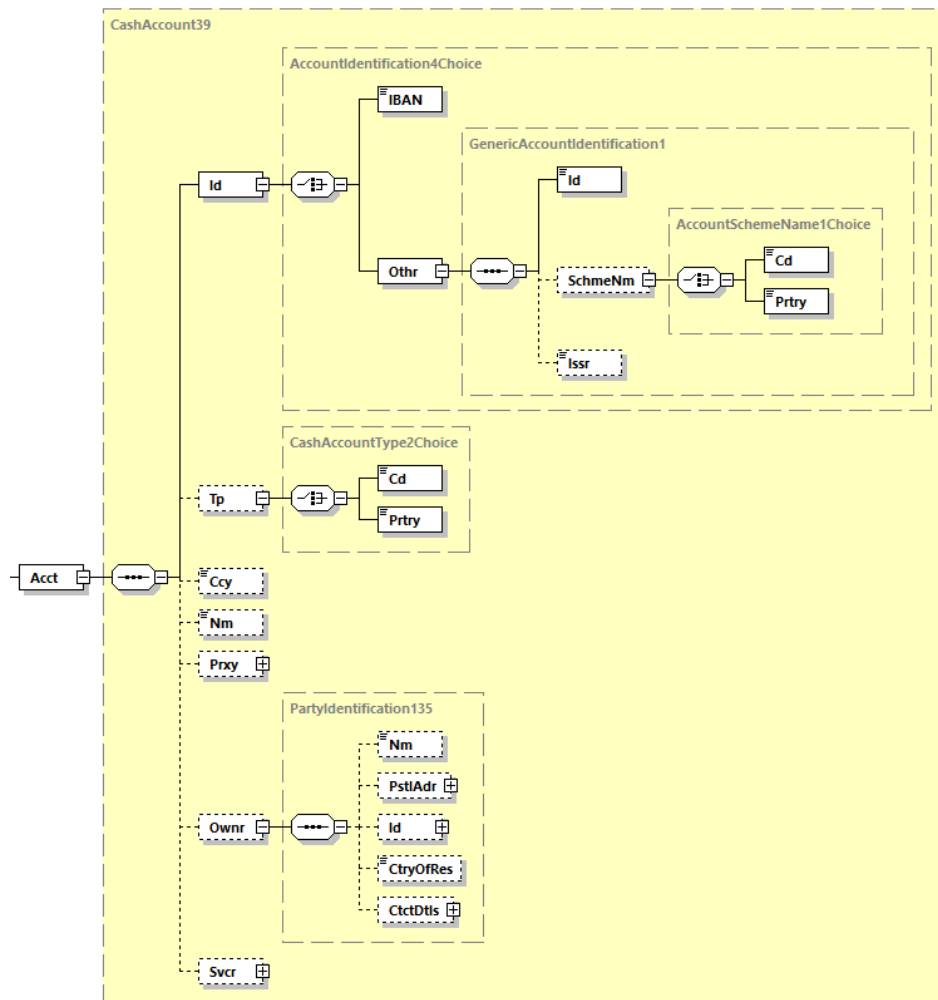 CashAccount39
AccountIdentification4Choice
IBAN
GenericAccountIdentification1
Id
Id
AccountSchemeName1Choice
Cd
Othr
SchmeNm
Prtry
Issr
CashAccountType2Choice
Cd
Tp
Prtry
Acct
Ccy
Nm
Prxy
PartyIdentification135
Nm
PstlAdr
Ownr
Id
CtryOfRes
CtctDtls
Svcr